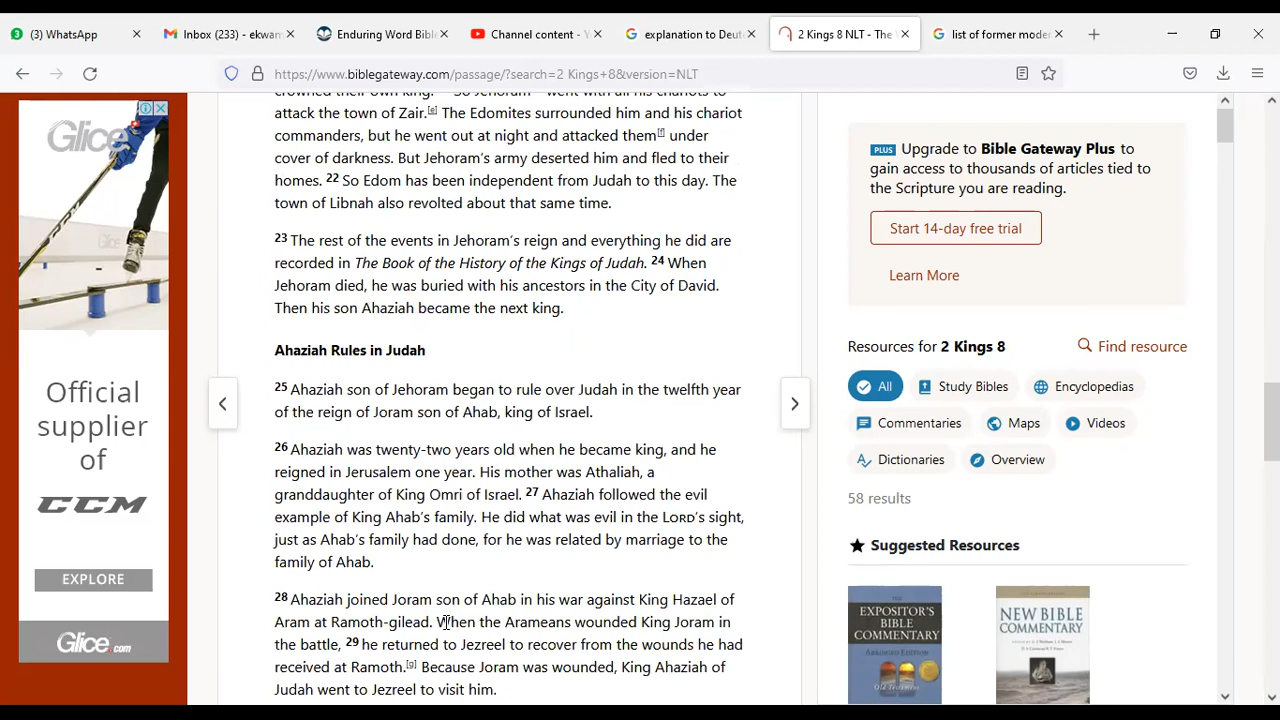 (3) WhatsApp
Inbox (233) - ekwam
Enduring Word Bibl
Channel content - Y
explanation to Deut
2 Kings 8 NLT - The
list of former mode
https://www.biblegateway.com/passage/?search=2 Kings+8&version=NLT
Glice
Official
supplier
of
CCM
EXPLORE
Glice.com
attack the town of Zair.[e] The Edomites surrounded him and his chariot
commanders, but he went out at night and attacked them[f] under
cover of darkness. But Jehoram's army deserted him and fled to their
homes. 22 So Edom has been independent from Judah to this day. The
town of Libnah also revolted about that same time.
23 The rest of the events in Jehoram's reign and everything he did are
recorded in The Book of the History of the Kings of Judah. 24 When
Jehoram died, he was buried with his ancestors in the City of David.
Then his son Ahaziah became the next king.
Ahaziah Rules in Judah
25 Ahaziah son of Jehoram began to rule over Judah in the twelfth year
of the reign of Joram son of Ahab, king of Israel.
26 Ahaziah was twenty-two years old when he became king, and he
reigned in Jerusalem one year. His mother was Athaliah, a
granddaughter of King Omri of Israel. 27 Ahaziah followed the evil
example of King Ahab's family. He did what was evil in the LORD's sight,
just as Ahab's family had done, for he was related by marriage to the
family of Ahab.
28 Ahaziah joined Joram son of Ahab in his war against King Hazael of
Aram at Ramoth-gilead. When the Arameans wounded King Joram in
the battle, 29 he returned to Jezreel to recover from the wounds he had
received at Ramoth.[g] Because Joram was wounded, King Ahaziah of
Judah went to Jezreel to visit him.
PLUS Upgrade to Bible Gateway Plus to
gain access to thousands of articles tied to
the Scripture you are reading.
Start 14-day free trial
Learn More
Resources for 2 Kings 8
Find resource
All
Study Bibles
Encyclopedias
Commentaries
Maps
Videos
Dictionaries
Overview
58 results
Suggested Resources
EXPOSITOR'S
BIBLE
COMMENTARY
ABRIDGED EDITION
Old Testament
NEW BIBLE
COMMENTARY